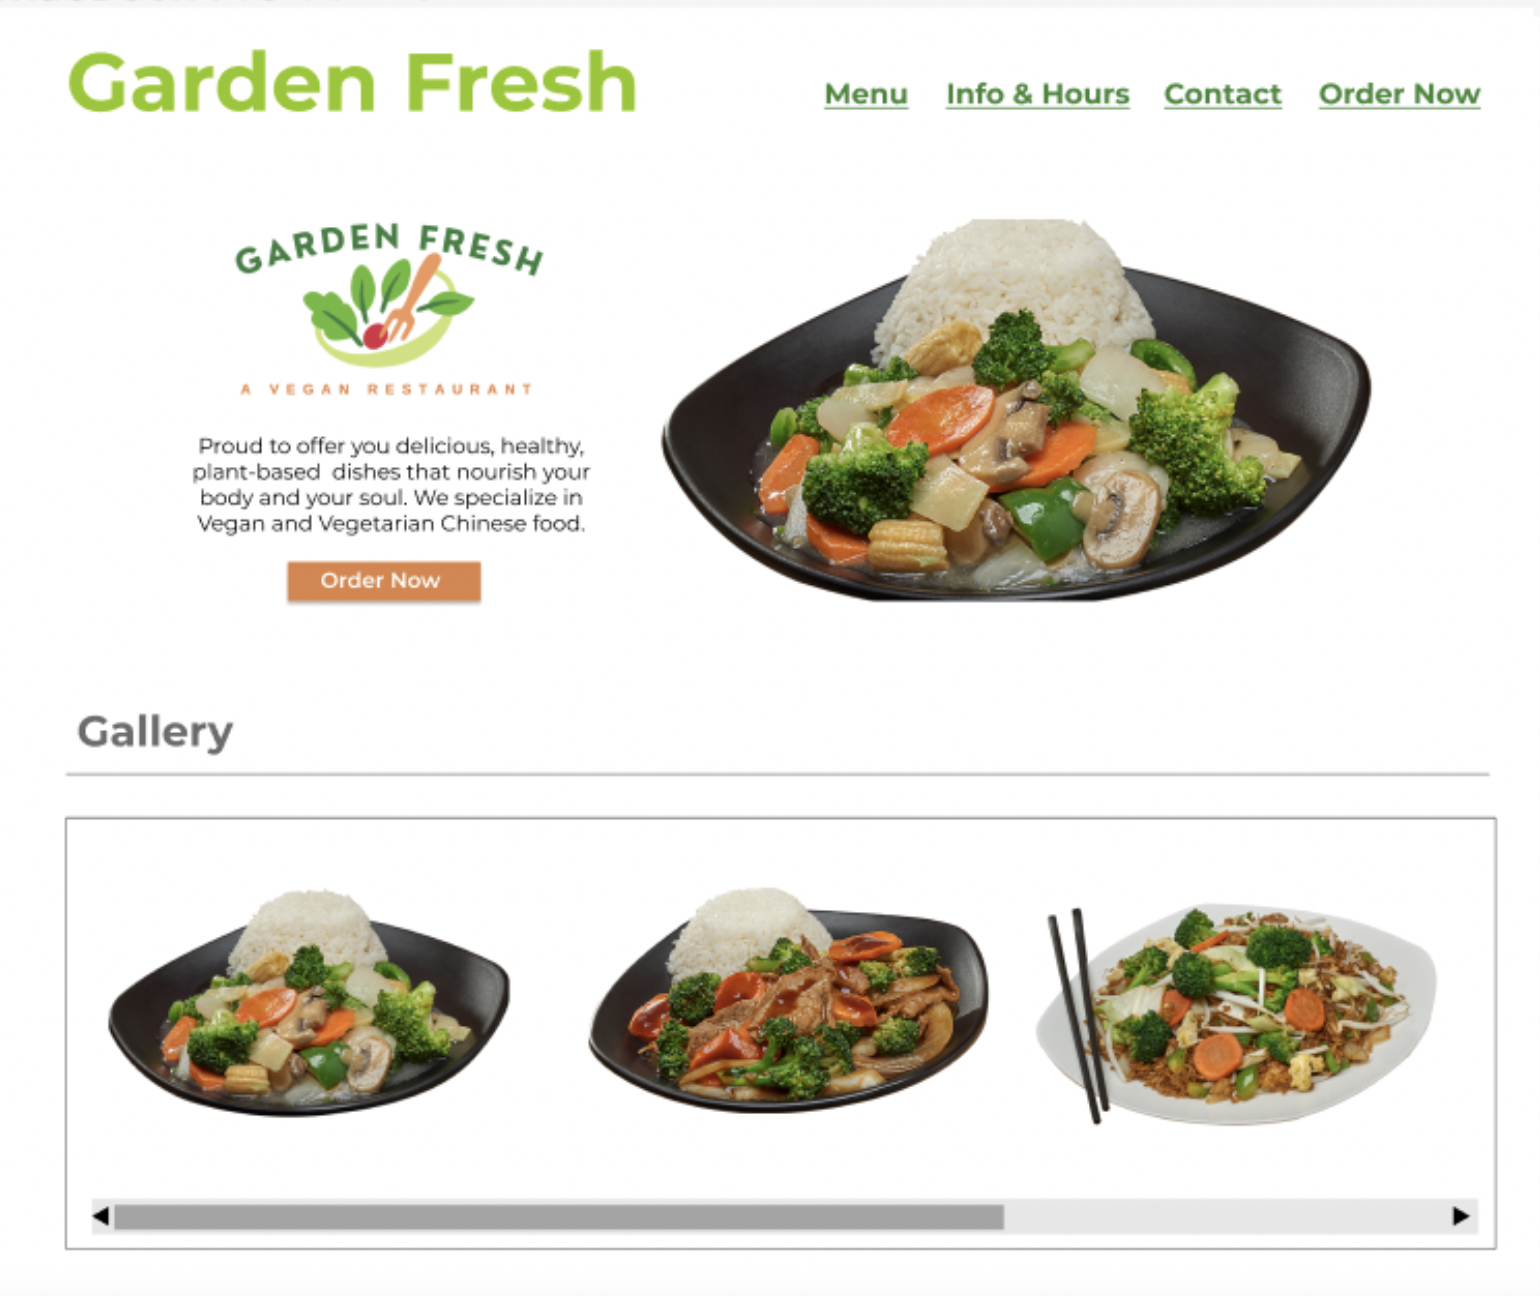 Garden Fresh
Menu Info & Hours Contact Order Now
GARDEN FRESH
A VEGAN RESTAURANT
Proud to offer you delicious, healthy,
plant-based dishes that nourish your
body and your soul. We specialize in
Vegan and Vegetarian Chinese food.
Order Now
Gallery